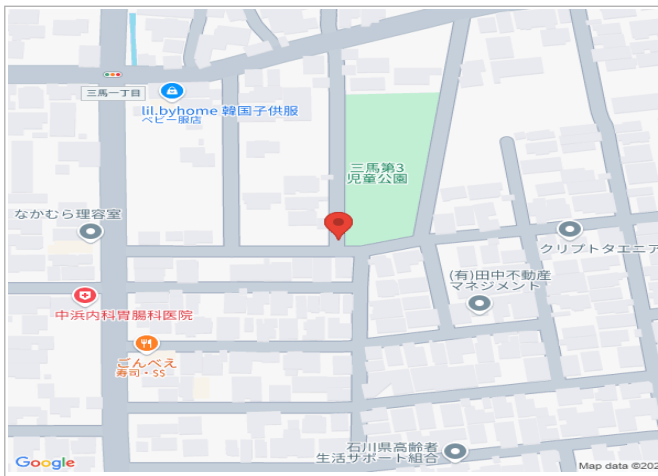 三馬一丁目
lil.byhome 韓国子供服
ベビー服店
三馬第3
児童公園
なかむら理容室
クリプトタエニア
(有)田中不動産
マネジメント
中浜内科胃腸科医院
ごんべえ
寿司・$$
石川県高齢者
生活サポート組合
Google
Map data ©202